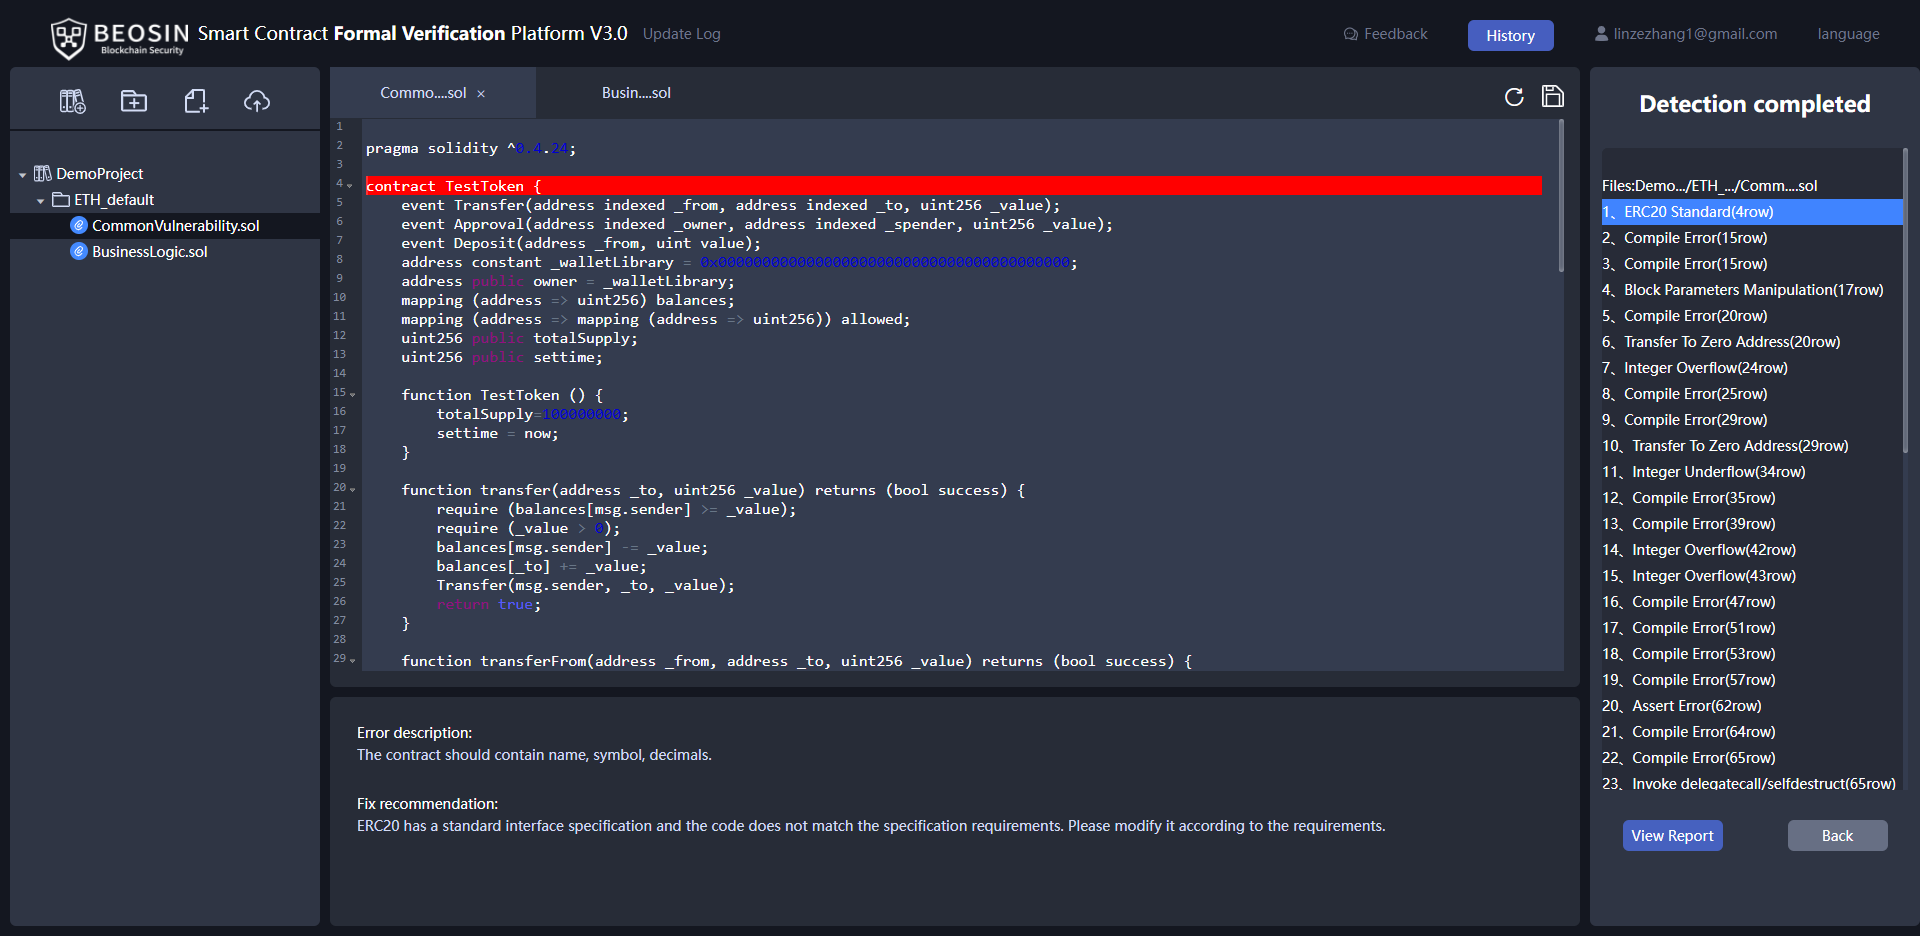 BEOSIN
Blockchain Security
Smart Contract Formal Verification Platform V3.0
Update Log
Feedback
History
linzezhang1@gmail.com
language
DemoProject
ETH_default
CommonVulnerability.sol
BusinessLogic.sol
Commo....sol ×
Busin....sol
1
2 pragma solidity ^0.4.24;
3
4 contract TestToken {
5 event Transfer(address indexed _from, address indexed _to, uint256 _value);
6 event Approval(address indexed _owner, address indexed _spender, uint256 _value);
7 event Deposit(address _from, uint value);
8 address constant _walletLibrary = 0x0000000000000000000000000000000000000000;
9 address public owner = _walletLibrary;
10 mapping (address => uint256) balances;
11 mapping (address => mapping (address => uint256)) allowed;
12 uint256 public totalSupply;
13 uint256 public settime;
14
15 function TestToken () {
16 totalSupply=100000000;
17 settime = now;
18 }
19
20 function transfer(address _to, uint256 _value) returns (bool success) {
21 require (balances[msg.sender] >= _value);
22 require (_value > 0);
23 balances[msg.sender] -= _value;
24 balances[_to] += _value;
25 Transfer(msg.sender, _to, _value);
26 return true;
27 }
28
29 function transferFrom(address _from, address _to, uint256 _value) returns (bool success) {
Error description:
The contract should contain name, symbol, decimals.
Fix recommendation:
ERC20 has a standard interface specification and the code does not match the specification requirements. Please modify it according to the requirements.
Detection completed
Files:Demo.../ETH_.../Comm....sol
1、ERC20 Standard(4row)
2、Compile Error(15row)
3、Compile Error(15row)
4、Block Parameters Manipulation(17row)
5、Compile Error(20row)
6、Transfer To Zero Address(20row)
7、Integer Overflow(24row)
8、Compile Error(25row)
9、Compile Error(29row)
10、Transfer To Zero Address(29row)
11、Integer Underflow(34row)
12、Compile Error(35row)
13、Compile Error(39row)
14、Integer Overflow(42row)
15、Integer Overflow(43row)
16、Compile Error(47row)
17、Compile Error(51row)
18、Compile Error(53row)
19、Compile Error(57row)
20、Assert Error(62row)
21、Compile Error(64row)
22、Compile Error(65row)
23、Invoke delegatecall/selfdestruct(65row)
View Report
Back